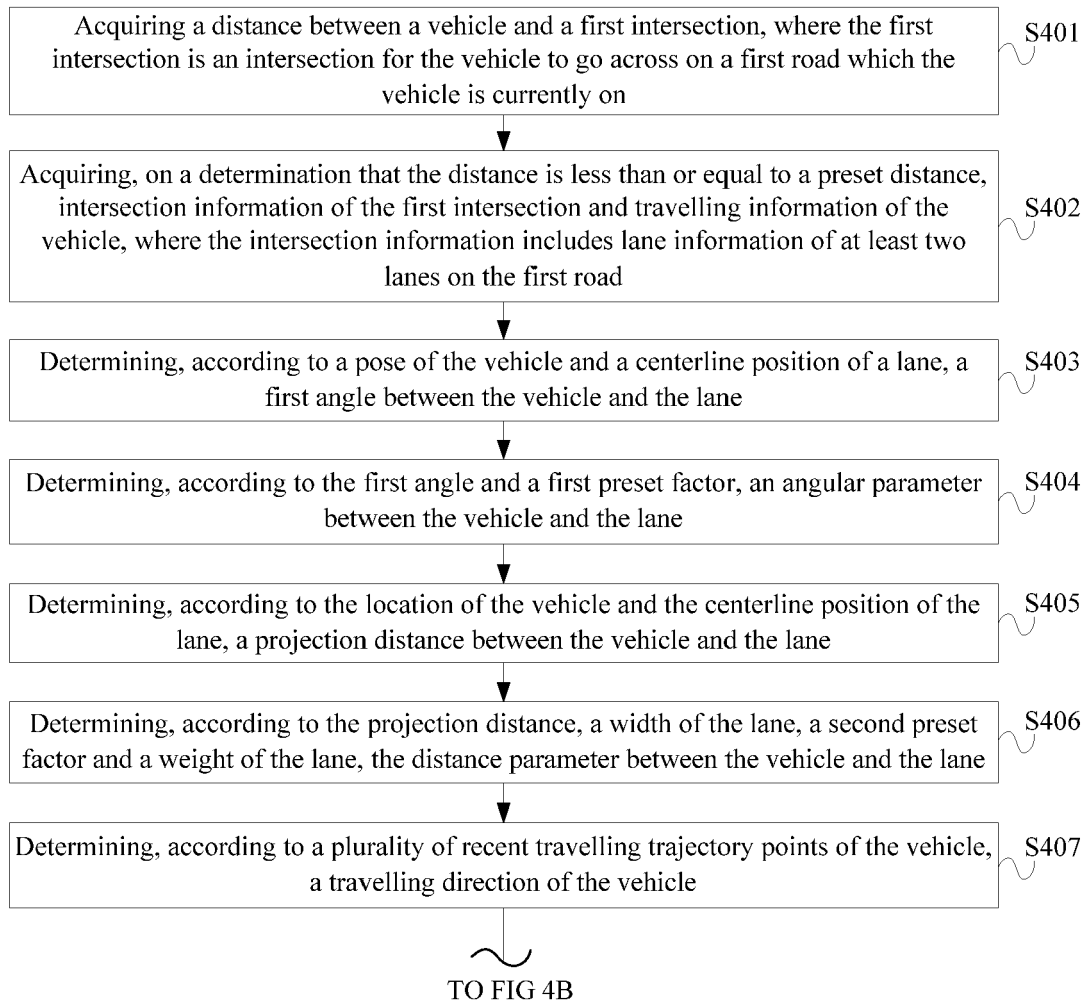 Acquiring a distance between a vehicle and a first intersection, where the first
intersection is an intersection for the vehicle to go across on a first road which the
vehicle is currently on
S401
Acquiring, on a determination that the distance is less than or equal to a preset distance,
intersection information of the first intersection and travelling information of the
vehicle, where the intersection information includes lane information of at least two
lanes on the first road
S402
Determining, according to a pose of the vehicle and a centerline position of a lane, a
first angle between the vehicle and the lane
S403
Determining, according to the first angle and a first preset factor, an angular parameter
between the vehicle and the lane
S404
Determining, according to the location of the vehicle and the centerline position of the
lane, a projection distance between the vehicle and the lane
S405
Determining, according to the projection distance, a width of the lane, a second preset
factor and a weight of the lane, the distance parameter between the vehicle and the lane
S406
Determining, according to a plurality of recent travelling trajectory points of the vehicle,
a travelling direction of the vehicle
S407
TO FIG 4B